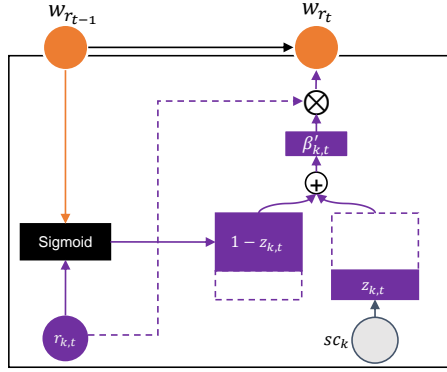 w_{r_{t-1}}
w_{r_t}
β′_{k,t}
Sigmoid
1 − z_{k,t}
z_{k,t}
r_{k,t}
sc_k